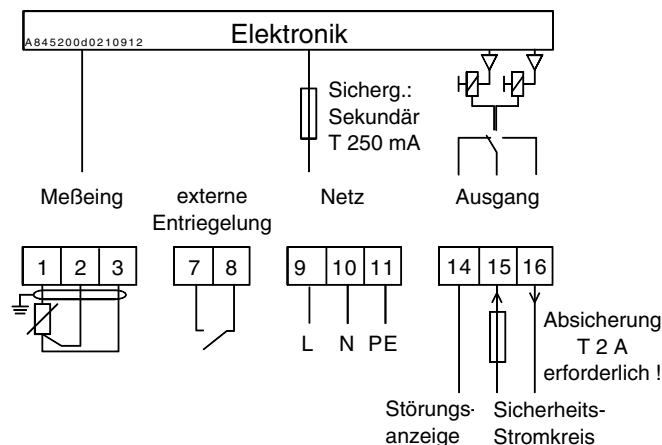 A845200d0210912
Elektronik
Sicherg.:
Sekundär
T 250 mA
Meßeing
externe
Entriegelung
Netz
Ausgang
1 2 3
7 8
9 10 11
14 15 16
L N PE
Absicherung
T 2 A
erforderlich !
Störungs-
anzeige
Sicherheits-
Stromkreis